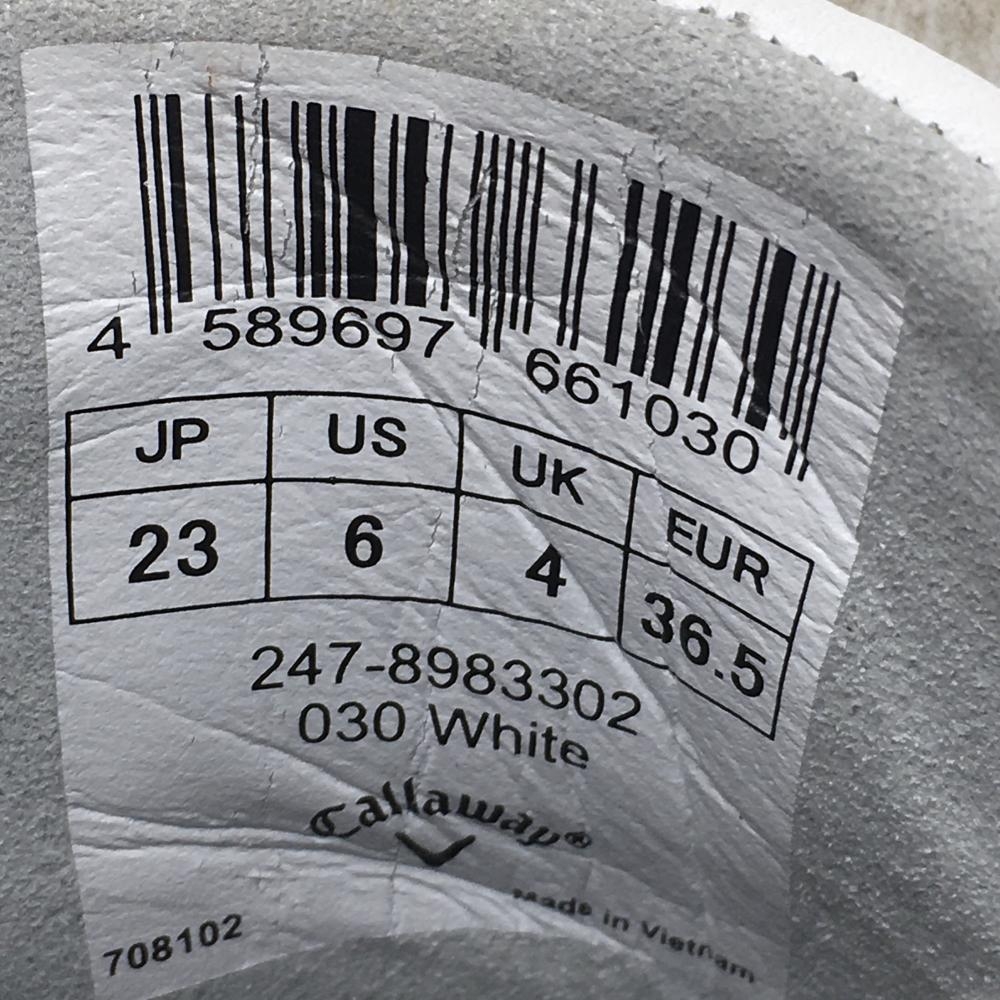 4 589697 661030
JP US UK EUR
23 6 4 36.5
247-8983302
030 White
Callaway®
Made in Vietnam
708102